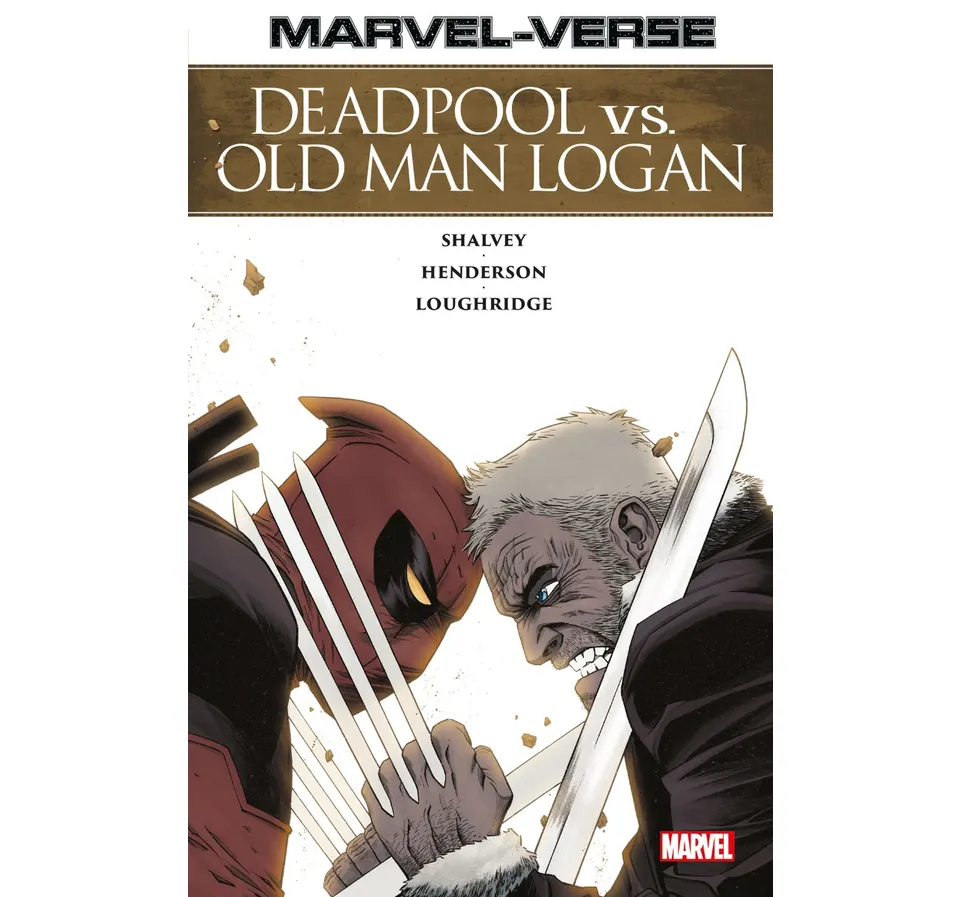 MARVEL-VERSE
DEADPOOL vs.
OLD MAN LOGAN
SHALVEY
·
HENDERSON
·
LOUGHRIDGE
MARVEL